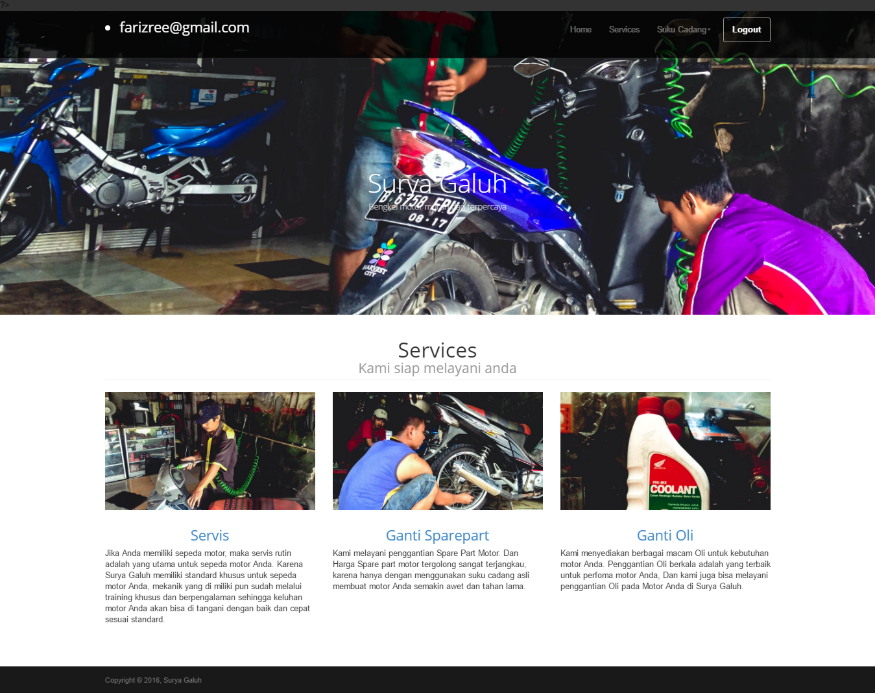 ?>
farizree@gmail.com
Home Services Suku Cadang Logout
Surya Galuh
Bengkel motor murah dan terpercaya
B 6758 EPU
08·17
HARVEST
CITY
Services
Kami siap melayani anda
COOLANT
Servis
Jika Anda memiliki sepeda motor, maka servis rutin
adalah yang utama untuk sepeda motor Anda. Karena
Surya Galuh memiliki standard khusus untuk sepeda
motor Anda, mekanik yang di miliki pun sudah melalui
training khusus dan berpengalaman sehingga keluhan
motor Anda akan bisa di tangani dengan baik dan cepat
sesuai standard.
Ganti Sparepart
Kami melayani penggantian Spare Part Motor. Dan
Harga Spare part motor tergolong sangat terjangkau,
karena hanya dengan menggunakan suku cadang asli
membuat motor Anda semakin awet dan tahan lama.
Ganti Oli
Kami menyediakan berbagai macam Oli untuk kebutuhan
motor Anda. Penggantian Oli berkala adalah yang terbaik
untuk perfoma motor Anda, Dan kami juga bisa melayani
penggantian Oli pada Motor Anda di Surya Galuh.
Copyright © 2016, Surya Galuh